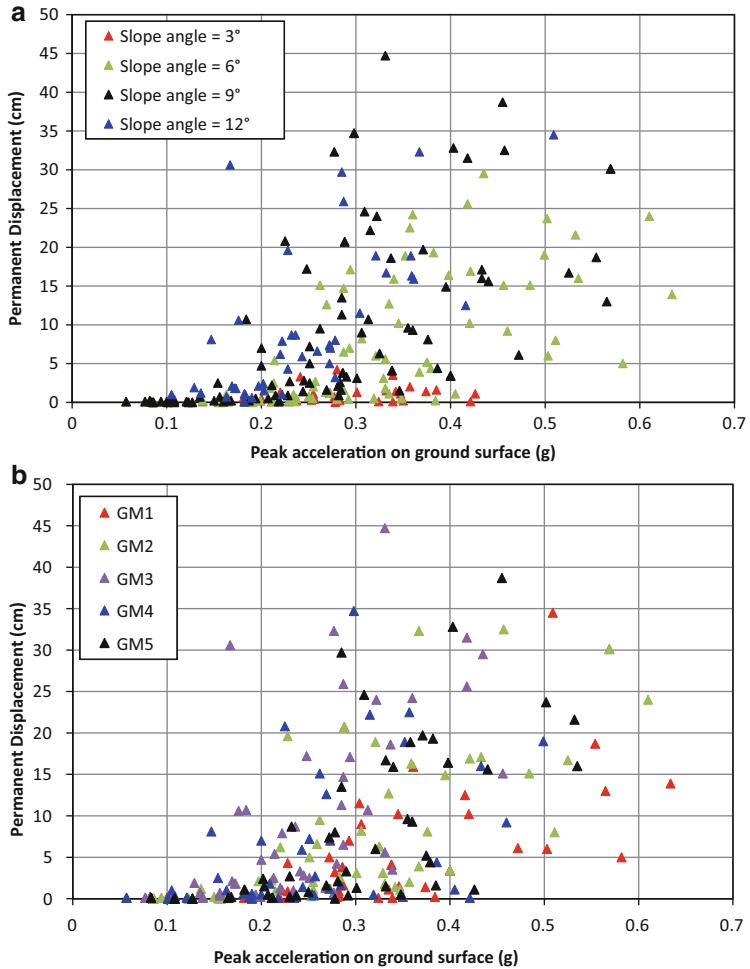 a
50
45
40
35
30
25
20
15
10
5
0
Permanent Displacement (cm)
Slope angle = 3°
Slope angle = 6°
Slope angle = 9°
Slope angle = 12°
0 0.1 0.2 0.3 0.4 0.5 0.6 0.7
Peak acceleration on ground surface (g)
b
50
45
40
35
30
25
20
15
10
5
0
Permanent Displacement (cm)
GM1
GM2
GM3
GM4
GM5
0 0.1 0.2 0.3 0.4 0.5 0.6 0.7
Peak acceleration on ground surface (g)